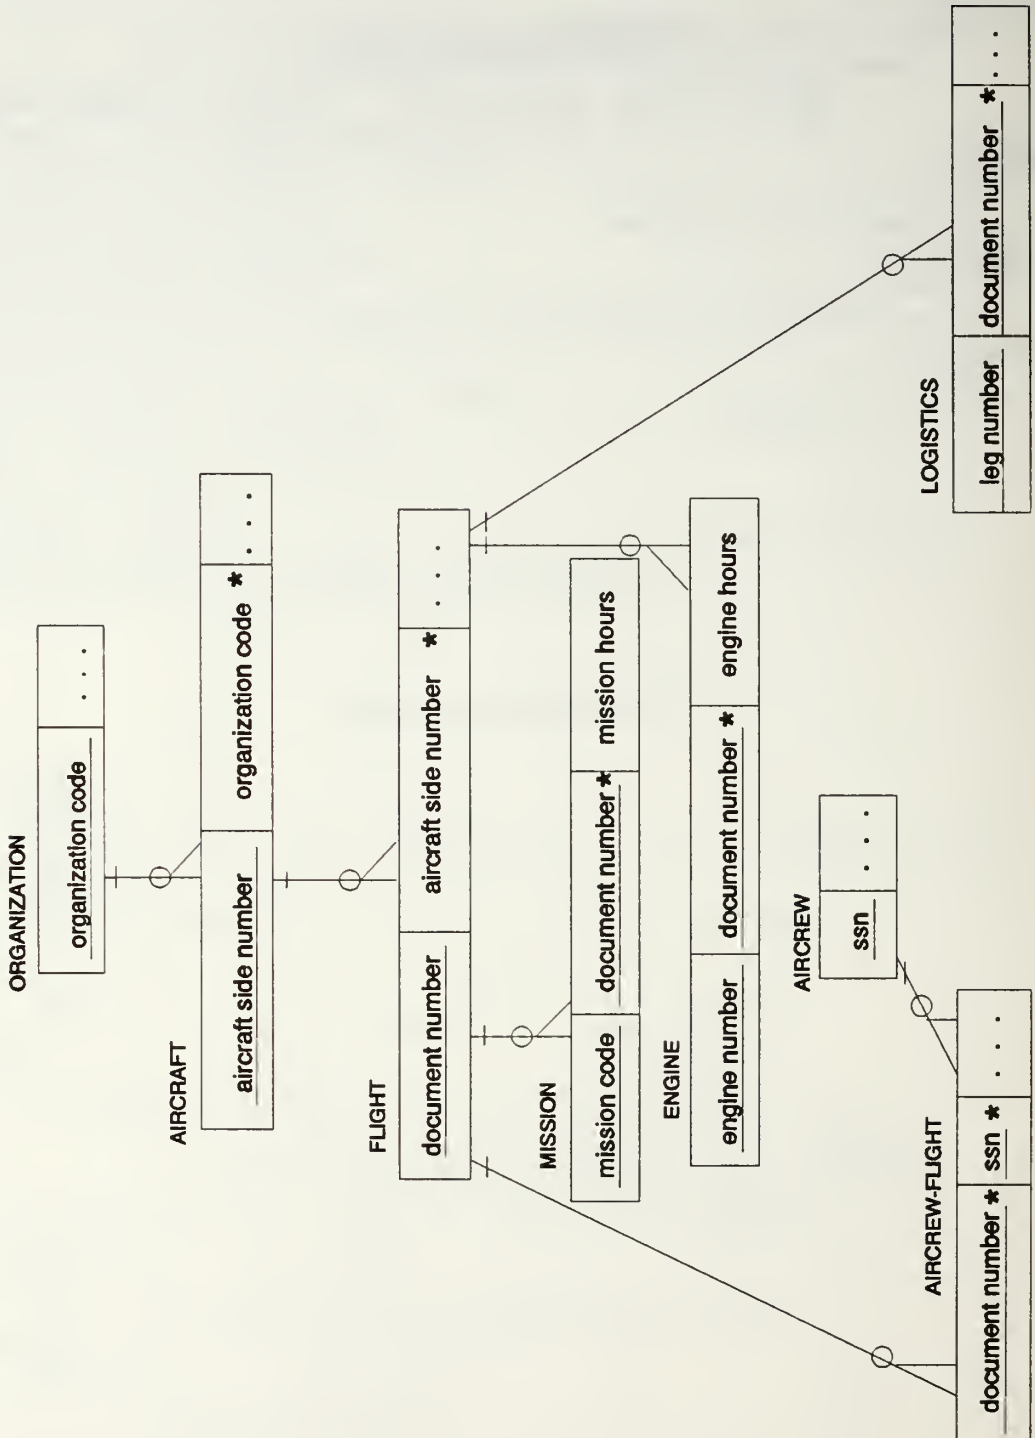 ORGANIZATION
organization code . . .
AIRCRAFT
aircraft side number organization code * . . .
FLIGHT
document number aircraft side number * . . .
MISSION
mission code document number * mission hours
ENGINE
engine number document number * engine hours
AIRCREW
ssn . . .
AIRCREW-FLIGHT
document number * ssn * . . .
LOGISTICS
leg number document number * . . .